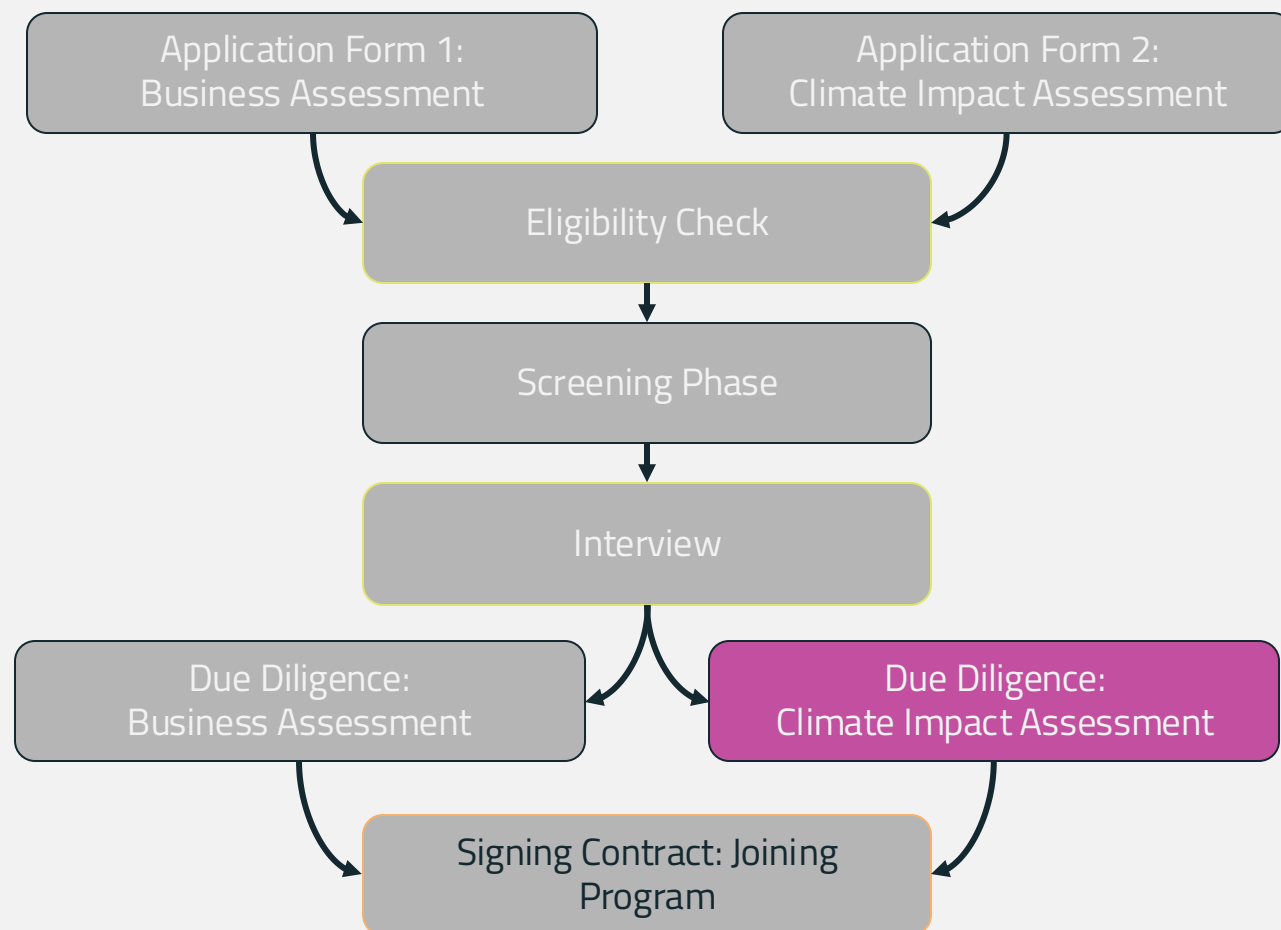 Application Form 1:
Business Assessment
Application Form 2:
Climate Impact Assessment
Eligibility Check
Screening Phase
Interview
Due Diligence:
Business Assessment
Due Diligence:
Climate Impact Assessment
Signing Contract: Joining
Program